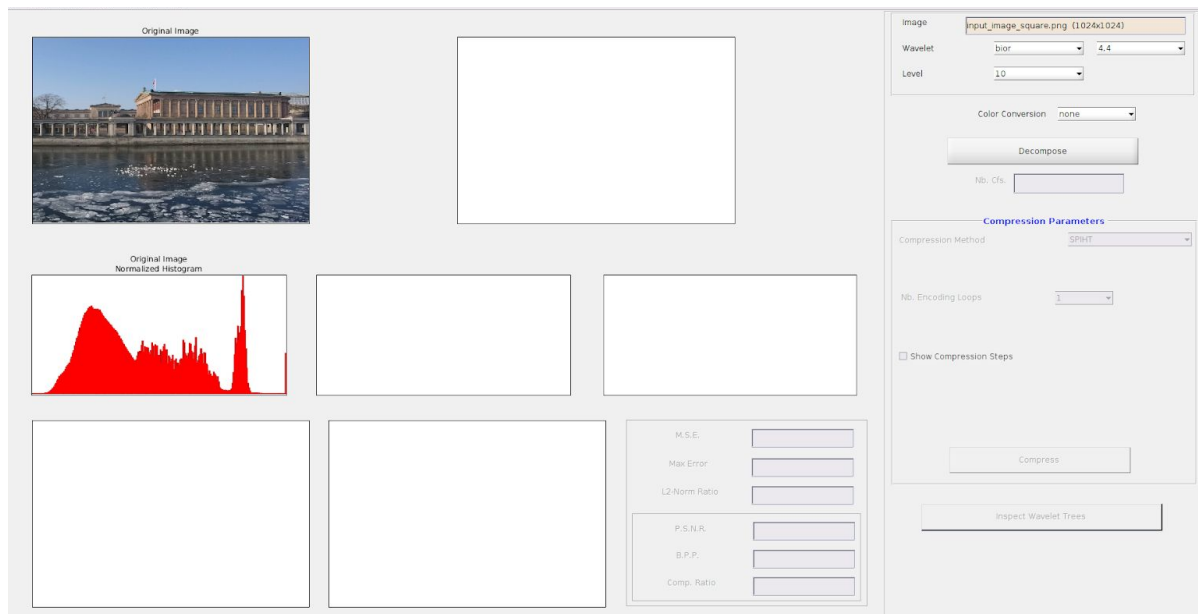 Original Image
Original Image
Normalized Histogram
M.S.E.
Max Error
L2-Norm Ratio
P.S.N.R.
B.P.P.
Comp. Ratio
Image input_image_square.png (1024x1024)
Wavelet bior 4.4
Level 10
Color Conversion none
Decompose
Nb. Cfs.
Compression Parameters
Compression Method SPIHT
Nb. Encoding Loops 1
Show Compression Steps
Compress
Inspect Wavelet Trees